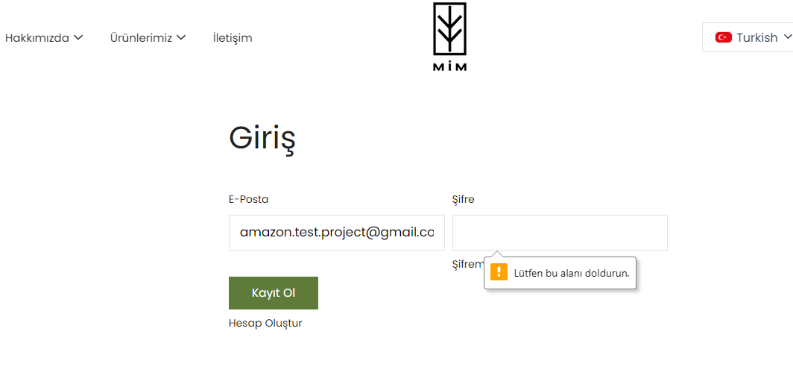 Hakkımızda
Ürünlerimiz
İletişim
MİM
Turkish
Giriş
E-Posta
Şifre
amazon.test.project@gmail.co
Lütfen bu alanı doldurun.
Kayıt Ol
Hesap Oluştur